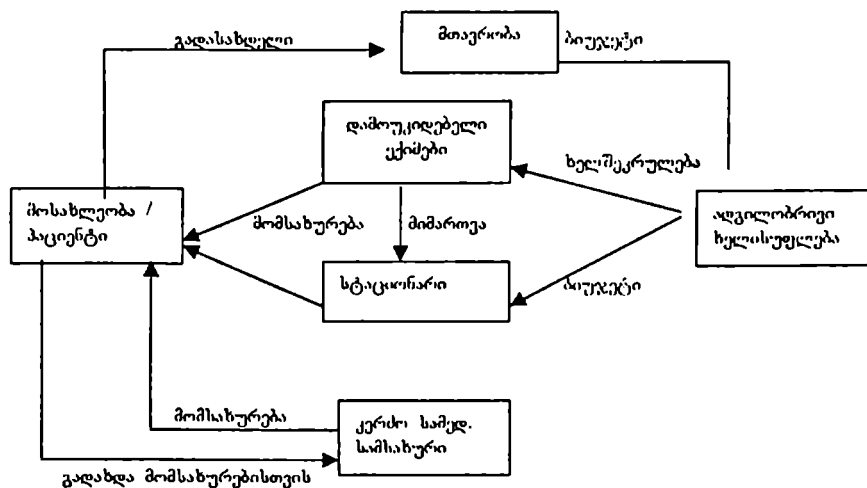 გადასახდელი
მთავრობა
ბიუჯეტი
დამოუკიდებელი
ექიმები
ხელშეკრულება
მოსახლეობა /
პაციენტი
მომსახურება
მიმართვა
ადგილობრივი
ხელისუფლება
სტაციონარი
ბიუჯეტი
მომსახურება
კერძო სამედ.
სამსახური
გადახდა მომსახურებისთვის